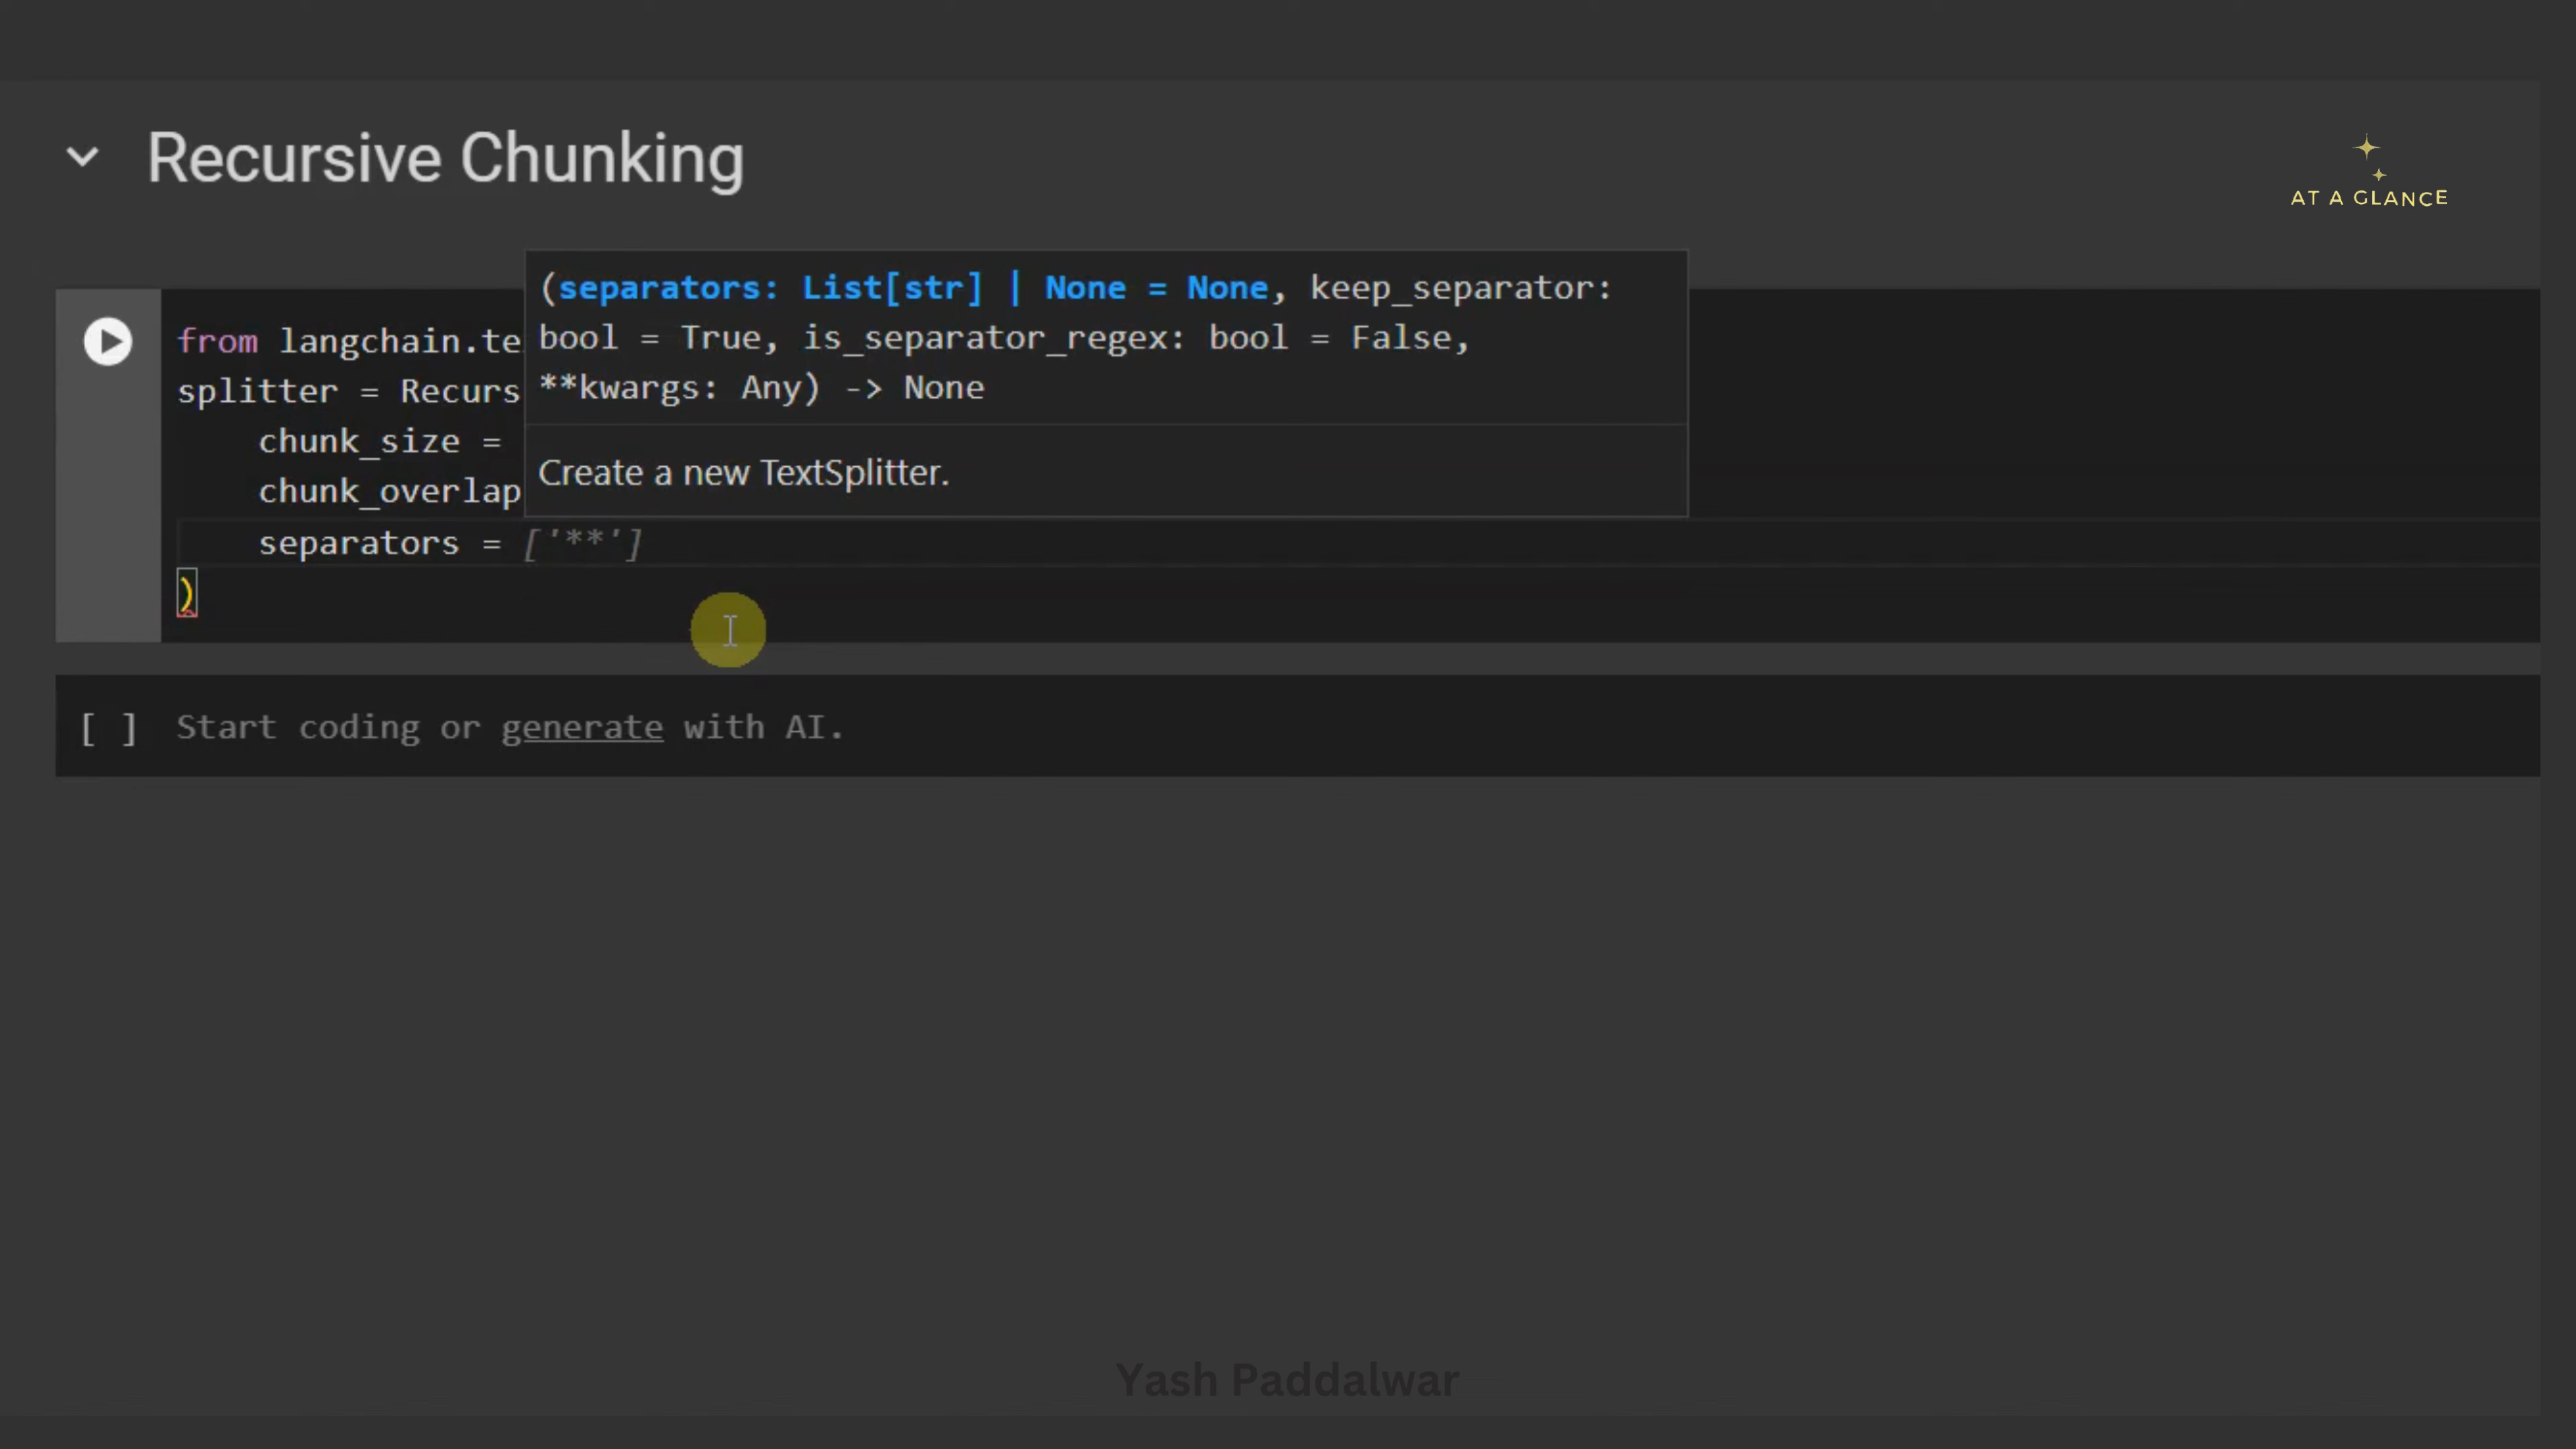 Recursive Chunking
AT A GLANCE
(separators: List[str] | None = None, keep_separator:
bool = True, is_separator_regex: bool = False,
**kwargs: Any) -> None
Create a new TextSplitter.
from langchain.te
splitter = Recurs
chunk_size =
chunk_overlap
separators = ['**']
)
[ ] Start coding or generate with AI.
Yash Paddalwar